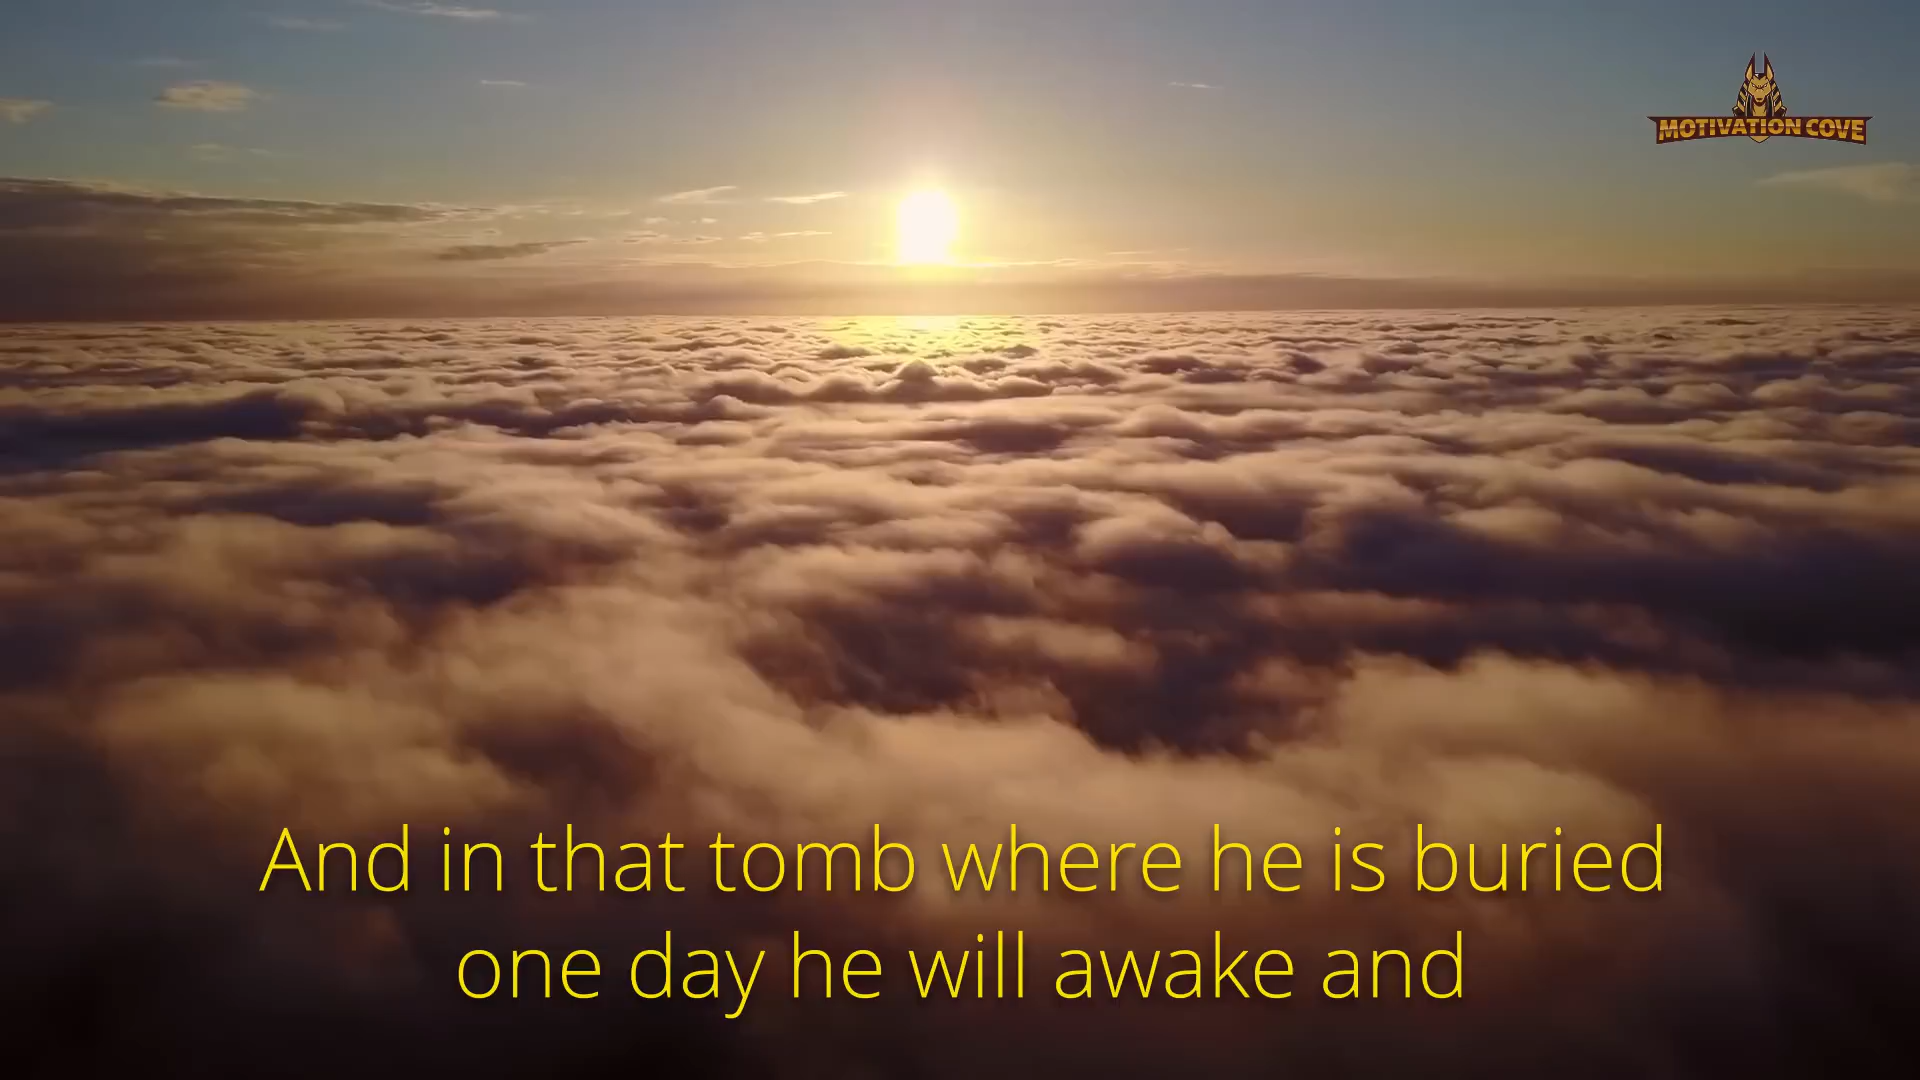 MOTIVATION COVE
And in that tomb where he is buried
one day he will awake and